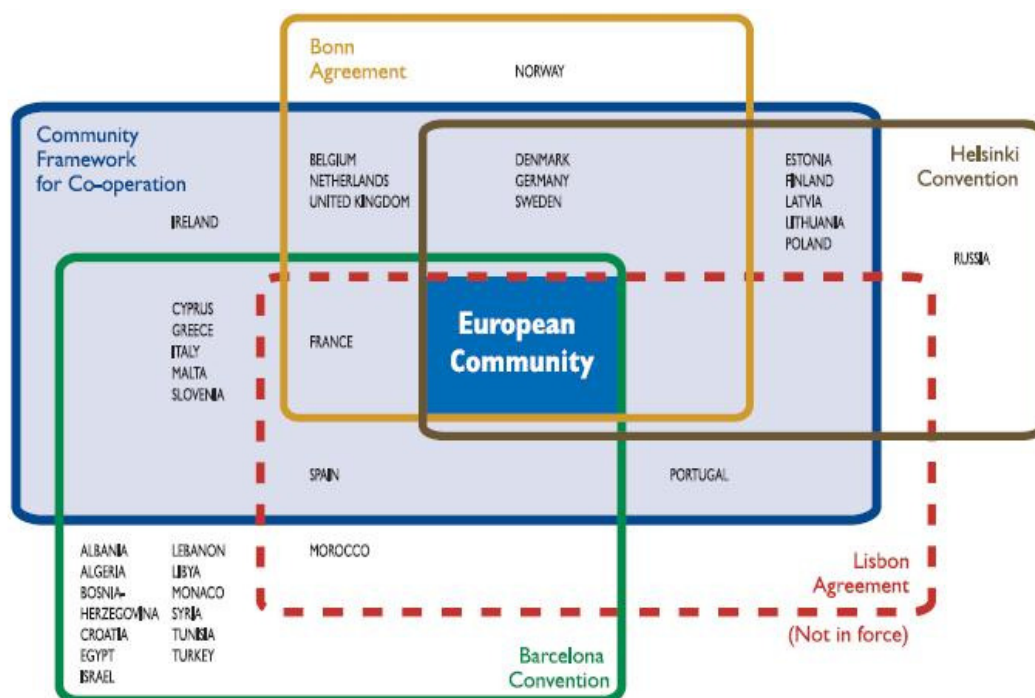 Bonn
Agreement
NORWAY
Community
Framework
for Co-operation
Helsinki
Convention
BELGIUM
NETHERLANDS
UNITED KINGDOM
DENMARK
GERMANY
SWEDEN
ESTONIA
FINLAND
LATVIA
LITHUANIA
POLAND
IRELAND
RUSSIA
CYPRUS
GREECE
ITALY
MALTA
SLOVENIA
FRANCE
European
Community
SPAIN
PORTUGAL
ALBANIA
ALGERIA
BOSNIA-
HERZEGOVINA
CROATIA
EGYPT
ISRAEL
LEBANON
LIBYA
MONACO
SYRIA
TUNISIA
TURKEY
MOROCCO
Lisbon
Agreement
(Not in force)
Barcelona
Convention